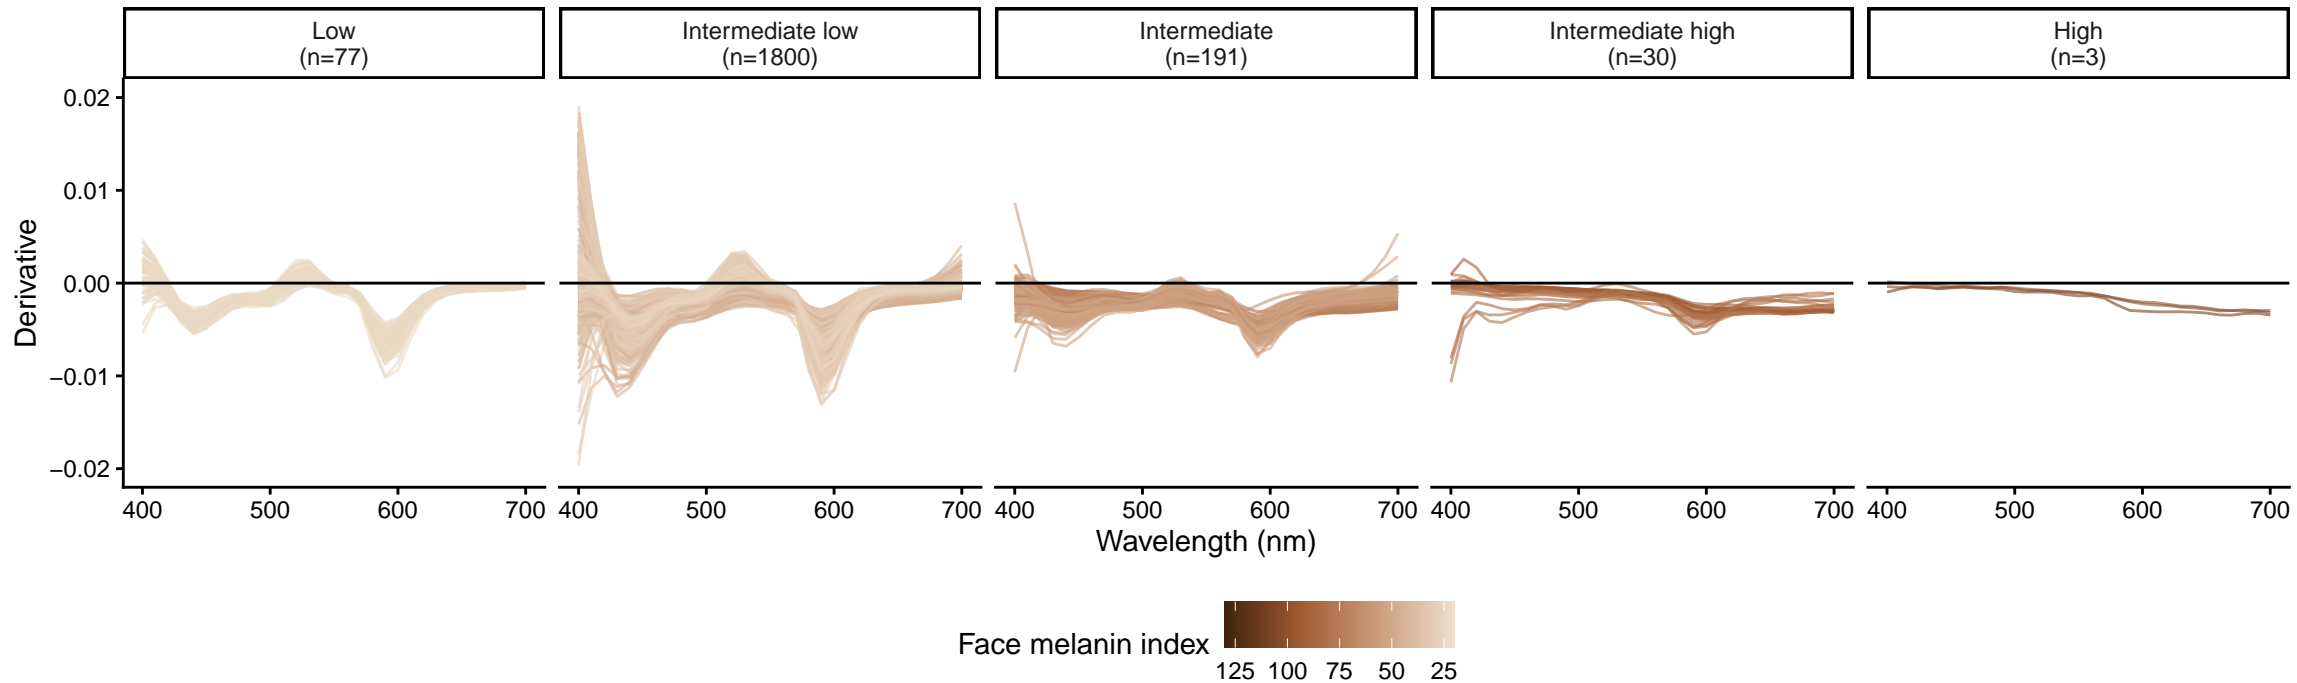 Low
(n=77)
Intermediate low
(n=1800)
Intermediate
(n=191)
Intermediate high
(n=30)
High
(n=3)
Derivative
0.02
0.01
0.00
−0.01
−0.02
400 500 600 700
400 500 600 700
400 500 600 700
400 500 600 700
400 500 600 700
Wavelength (nm)
Face melanin index
125 100 75 50 25